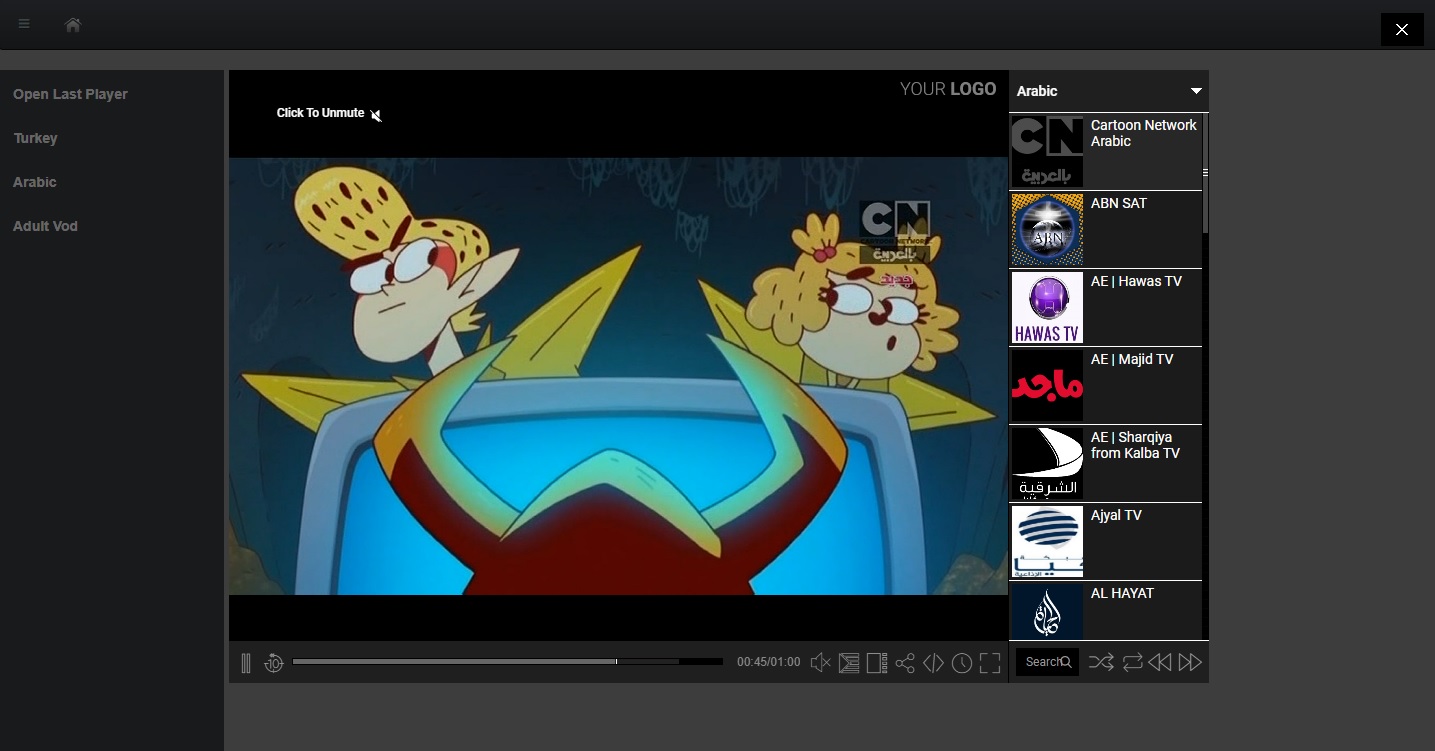 Open Last Player
Turkey
Arabic
Adult Vod
Click To Unmute
YOUR LOGO
CN
CARTOON NETWORK
بالعربية
جديد
00:45/01:00
Arabic
CN
بالعربية
Cartoon Network
Arabic
ABN
ABN SAT
HAWAS TV
AE | Hawas TV
ماجد
AE | Majid TV
الشرقية
AE | Sharqiya
from Kalba TV
Ajyal TV
AL HAYAT
10
Search